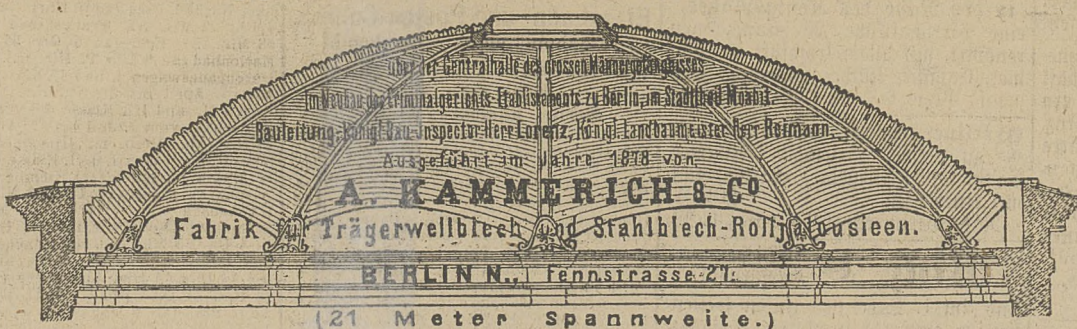 über der Centralhalle des grossen Männergefängnisses
im Neubau des Criminalgerichts-Etablissements zu Berlin, im Stadttheil Moabit.
Bauleitung: Königl. Bau-Inspector Herr Lorenz, Königl. Landbaumeister Herr Reimann.
Ausgeführt im Jahre 1878 von
A. KAMMERICH & Co
Fabrik für Trägerwellblech und Stahlblech-Rolljalousieen.
BERLIN N., Fennstrasse 27.
(21 Meter Spannweite.)